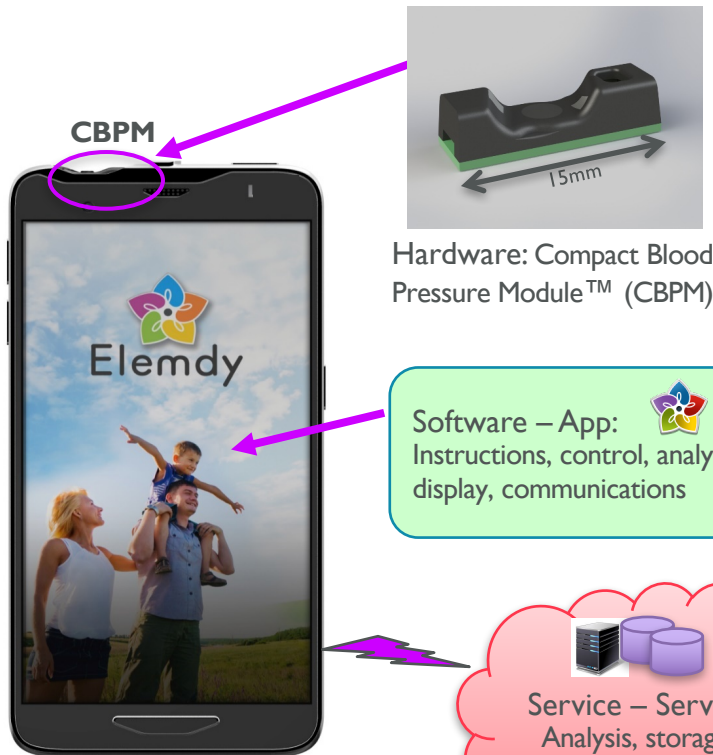 CBPM
15mm
Hardware: Compact Blood
Pressure Module™ (CBPM)
Elemdy
Software – App:
Instructions, control, analy
display, communications
Service – Serv
Analysis, storag